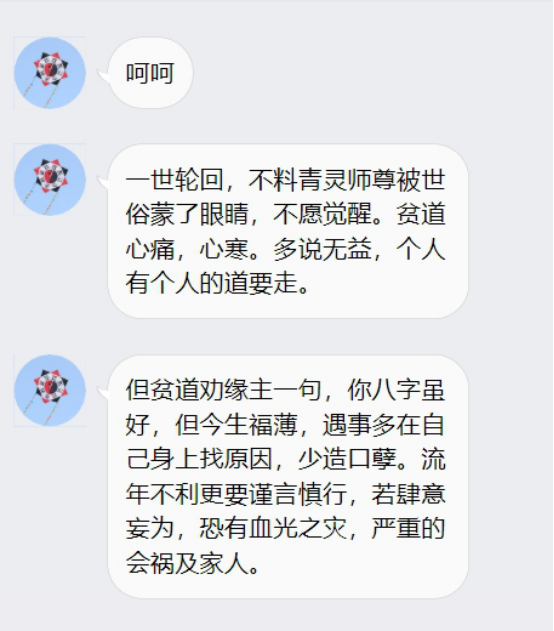 呵呵
一世轮回，不料青灵师尊被世
俗蒙了眼睛，不愿觉醒。贫道
心痛，心寒。多说无益，个人
有个人的道要走。
但贫道劝缘主一句，你八字虽
好，但今生福薄，遇事多在自
己身上找原因，少造口孽。流
年不利更要谨言慎行，若肆意
妄为，恐有血光之灾，严重的
会祸及家人。